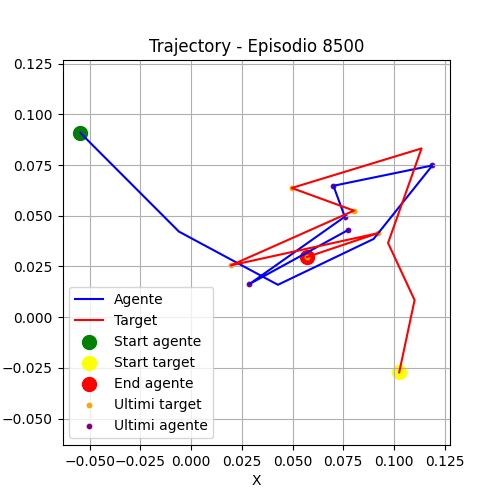 Trajectory - Episodio 8500
0.125
0.100
0.075
0.050
0.025
0.000
−0.025
−0.050
Agente
Target
Start agente
Start target
End agente
Ultimi target
Ultimi agente
−0.050 −0.025 0.000 0.025 0.050 0.075 0.100 0.125
X